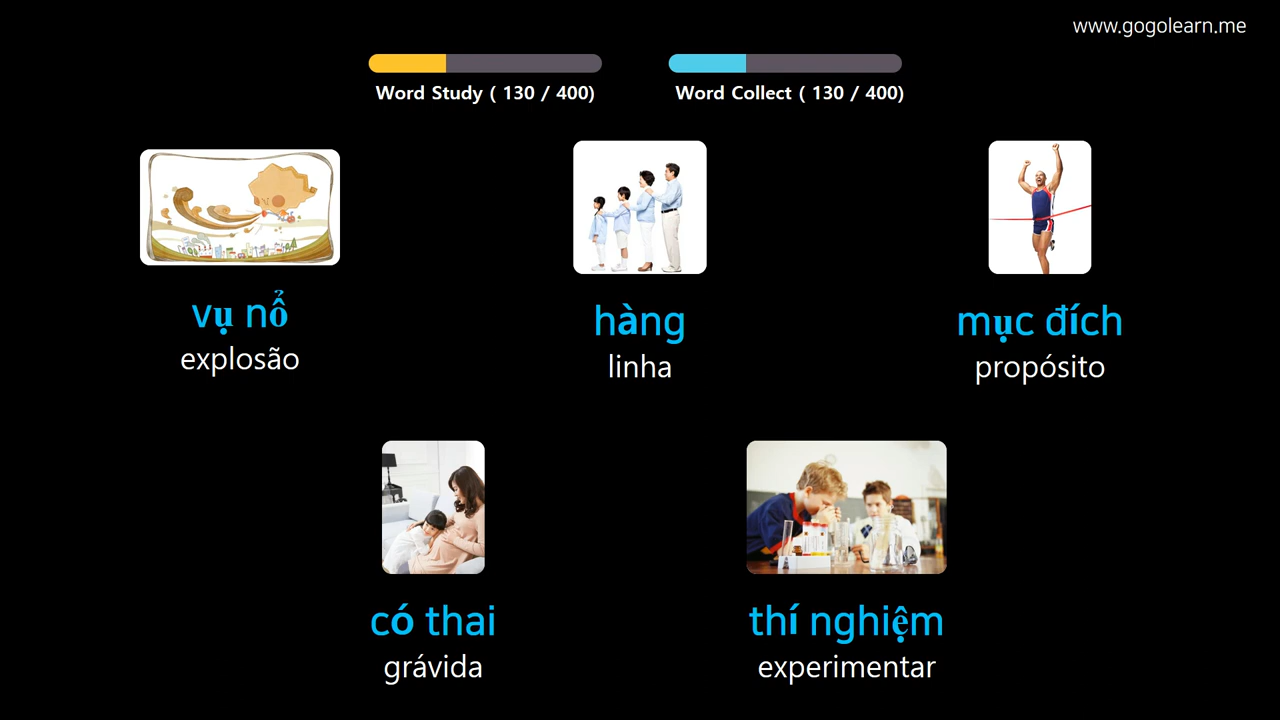 www.gogolearn.me
Word Study ( 130 / 400)
Word Collect ( 130 / 400)
vụ nổ
explosão
hàng
linha
mục đích
propósito
có thai
grávida
thí nghiệm
experimentar